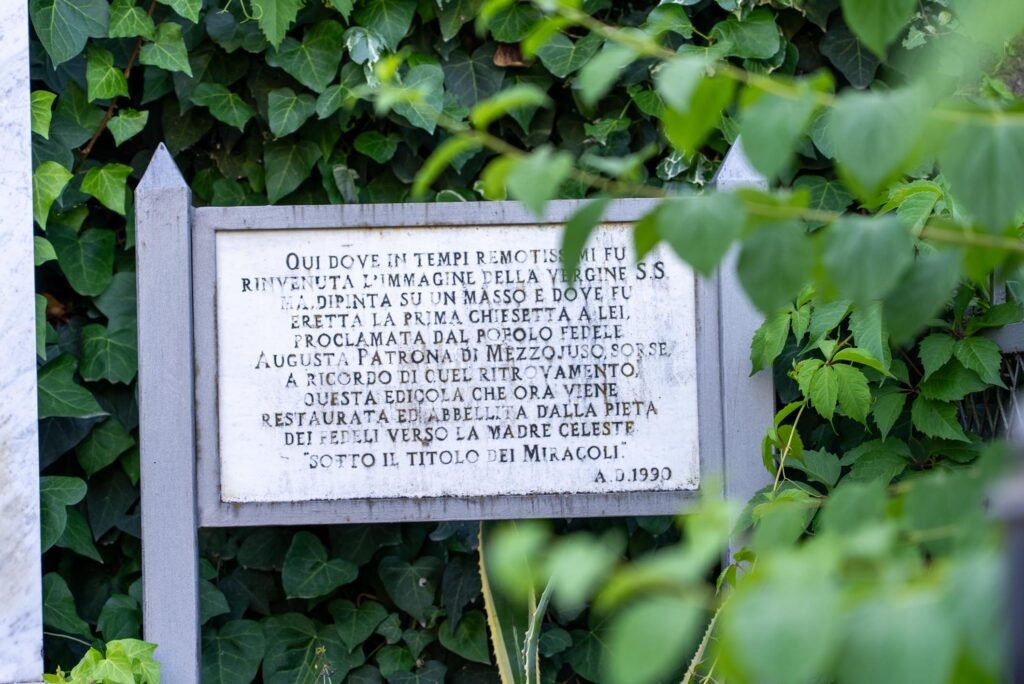 QUI DOVE IN TEMPI REMOTISSIMI FU
RINVENUTA L'IMMAGINE DELLA VERGINE S.S.
MA.DIPINTA SU UN MASSO E DOVE FU
ERETTA LA PRIMA CHIESETTA A LEI,
PROCLAMATA DAL POPOLO FEDELE
AUGUSTA PATRONA DI MEZZOJUSO, SORSE,
A RICORDO DI QUEL RITROVAMENTO,
QUESTA EDICOLA CHE ORA VIENE
RESTAURATA ED ABBELLITA DALLA PIETA
DEI FEDELI VERSO LA MADRE CELESTE
"SOTTO IL TITOLO DEI MIRACOLI."
A.D.1990